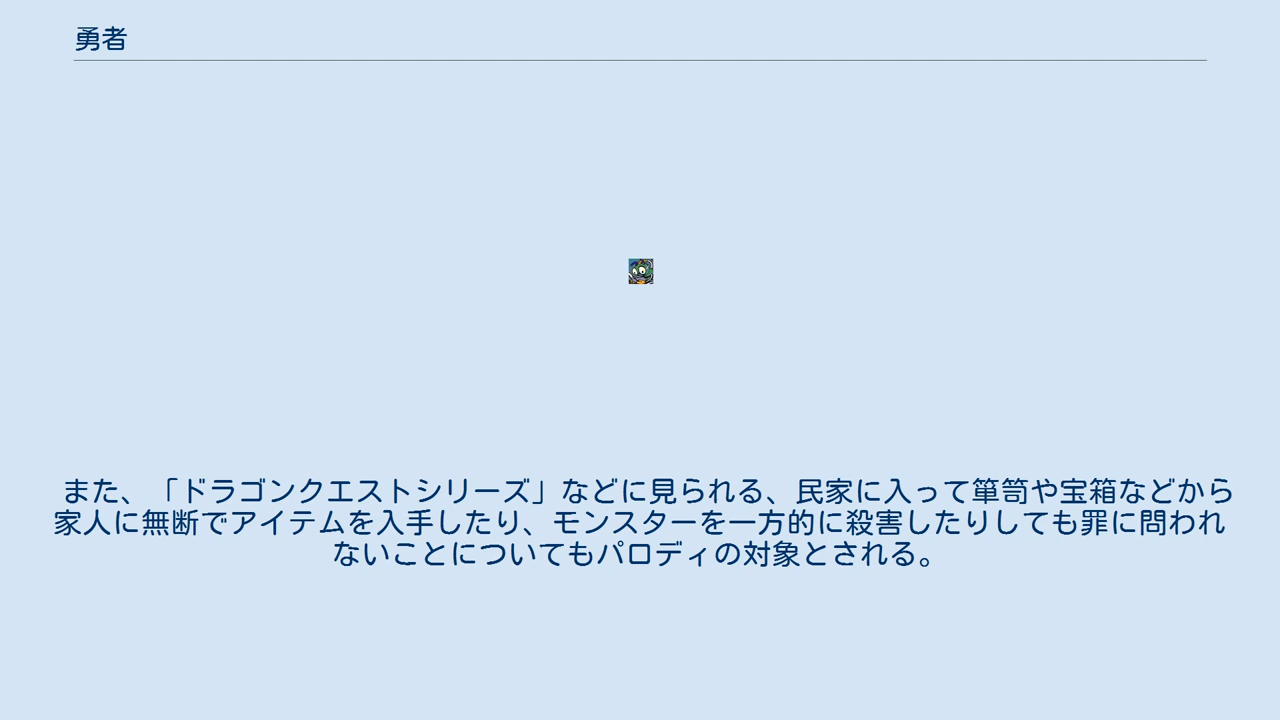 勇者
また、「ドラゴンクエストシリーズ」などに見られる、民家に入って箪笥や宝箱などから
家人に無断でアイテムを入手したり、モンスターを一方的に殺害したりしても罪に問われ
ないことについてもパロディの対象とされる。